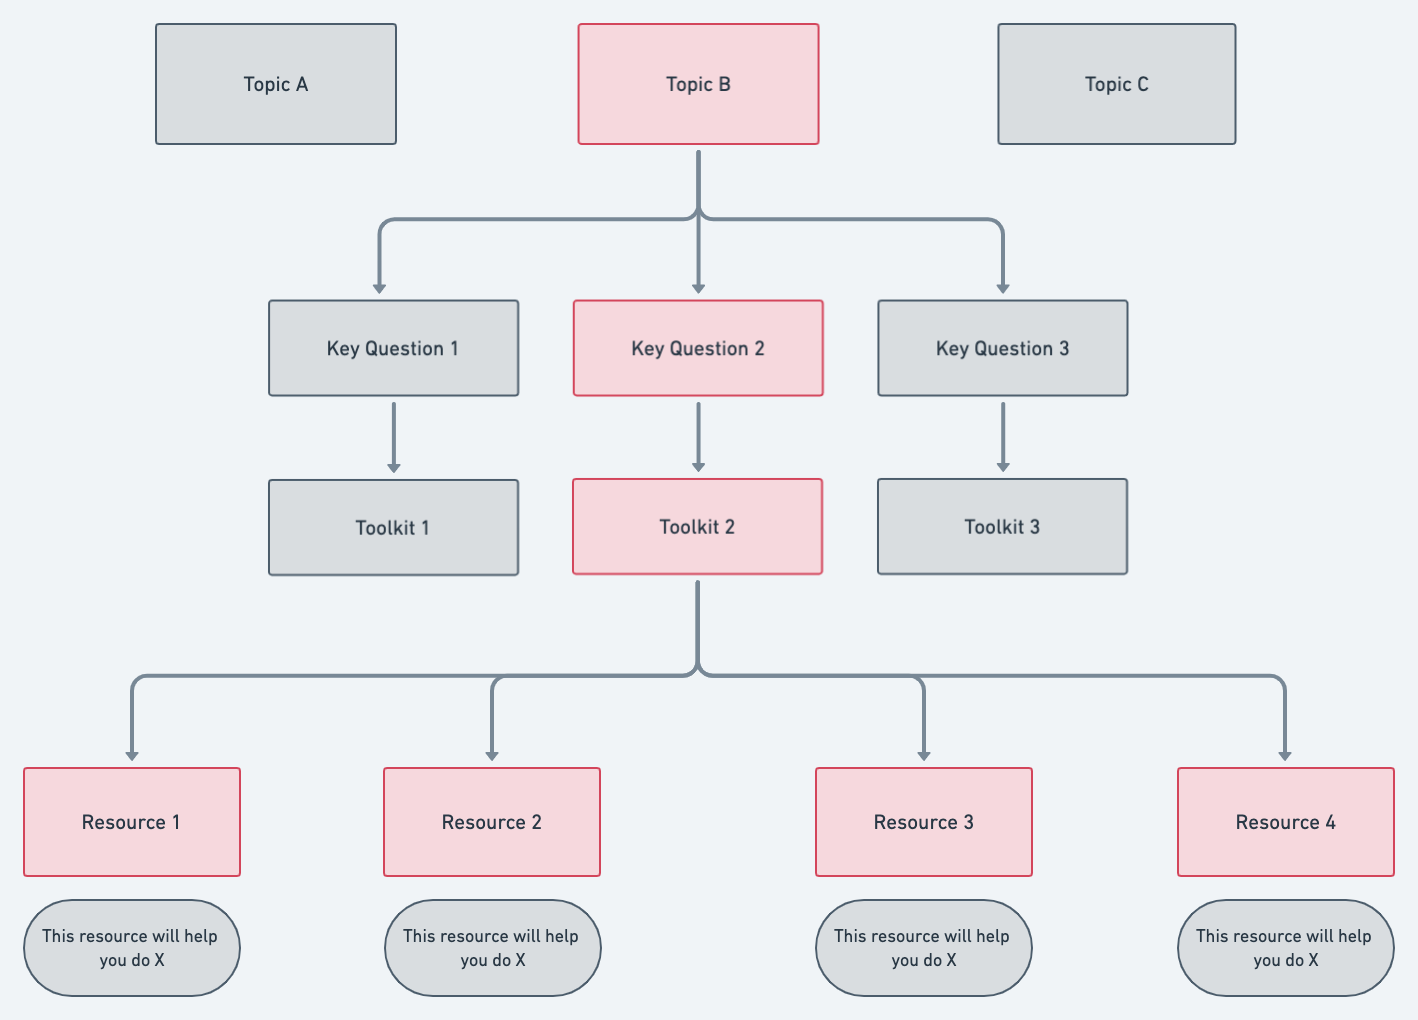 Topic A
Topic B
Topic C
Key Question 1
Key Question 2
Key Question 3
Toolkit 1
Toolkit 2
Toolkit 3
Resource 1
Resource 2
Resource 3
Resource 4
This resource will help
you do X
This resource will help
you do X
This resource will help
you do X
This resource will help
you do X